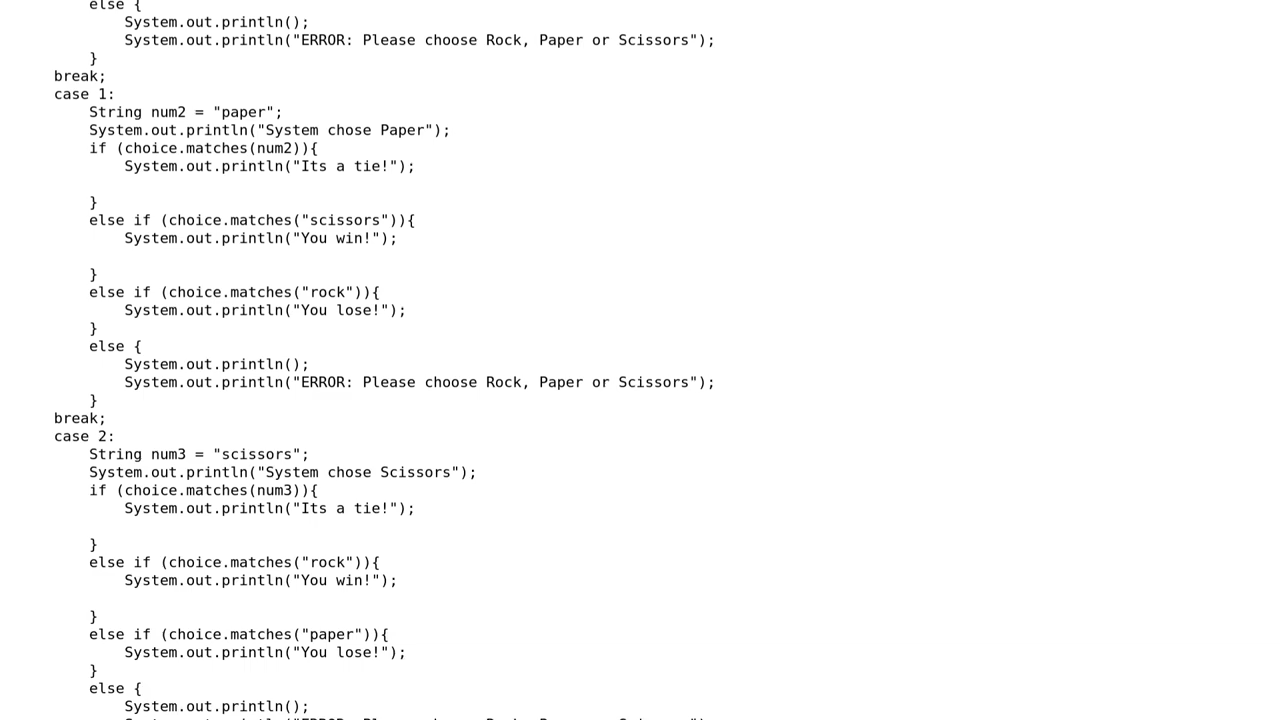 else {
System.out.println();
System.out.println("ERROR: Please choose Rock, Paper or Scissors");
}
break;
case 1:
String num2 = "paper";
System.out.println("System chose Paper");
if (choice.matches(num2)){
System.out.println("Its a tie!");
}
else if (choice.matches("scissors")){
System.out.println("You win!");
}
else if (choice.matches("rock")){
System.out.println("You lose!");
}
else {
System.out.println();
System.out.println("ERROR: Please choose Rock, Paper or Scissors");
}
break;
case 2:
String num3 = "scissors";
System.out.println("System chose Scissors");
if (choice.matches(num3)){
System.out.println("Its a tie!");
}
else if (choice.matches("rock")){
System.out.println("You win!");
}
else if (choice.matches("paper")){
System.out.println("You lose!");
}
else {
System.out.println();